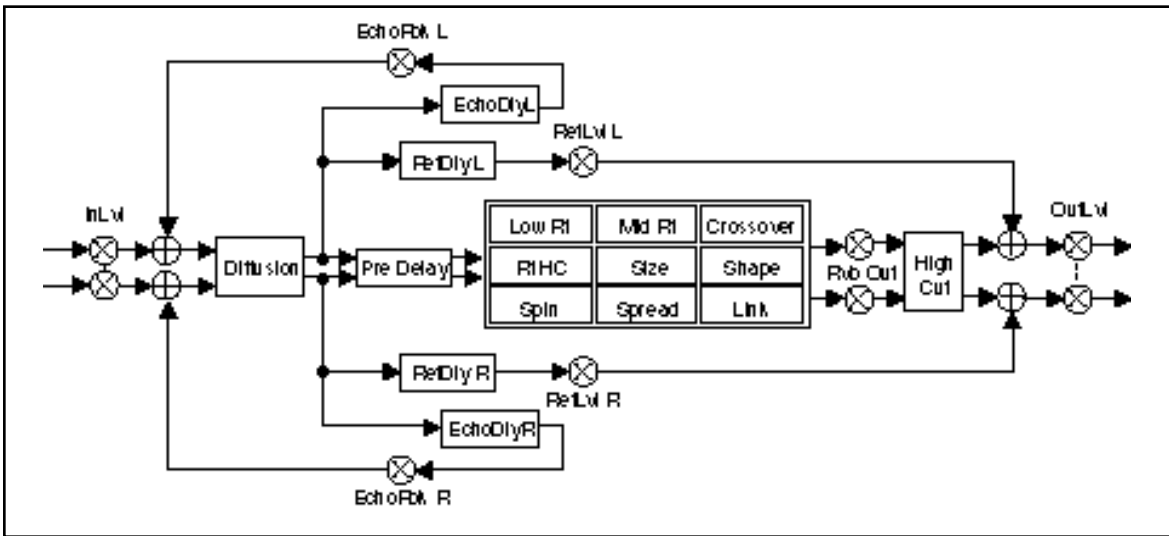 EchoFbk L
EchoDlyL
RefLvl L
RefDlyL
InLvl
OutLvl
Low Rt
Mid Rt
Crossover
Diffusion
Pre Delay
RtHC
Size
Shape
Rvb Out
High
Cut
Spin
Spread
Link
RefDly R
RefLvl R
EchoDlyR
EchoFbk R